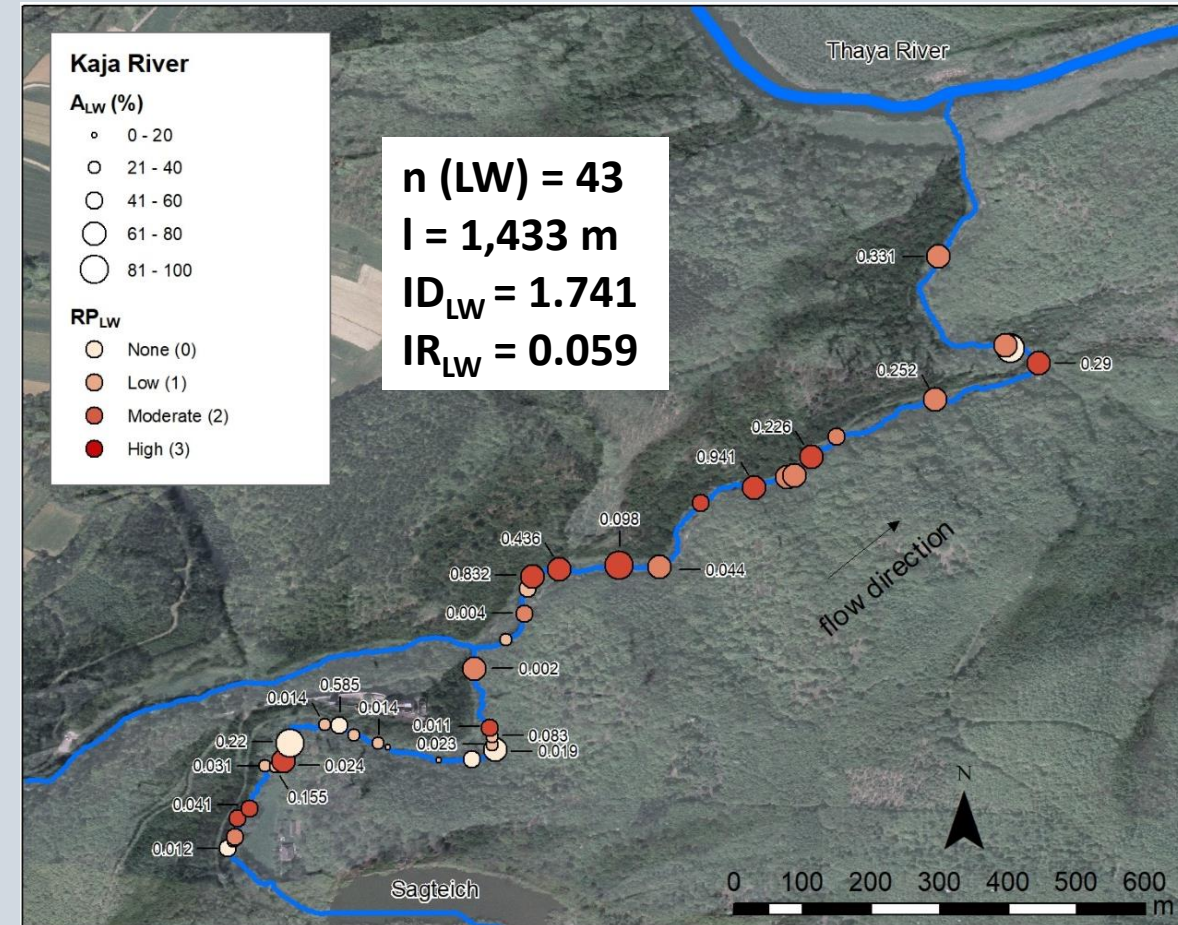 Kaja River
A_LW (%)
0 - 20
21 - 40
41 - 60
61 - 80
81 - 100
RP_LW
None (0)
Low (1)
Moderate (2)
High (3)
n (LW) = 43
l = 1,433 m
ID_LW = 1.741
IR_LW = 0.059
Thaya River
0.331
0.29
0.252
0.226
0.941
0.098
0.436
0.044
0.832
0.004
0.002
flow direction
0.585
0.014
0.014
0.011
0.083
0.22
0.023
0.019
0.031
0.024
0.155
0.041
0.012
Sagteich
N
0 100 200 300 400 500 600
m